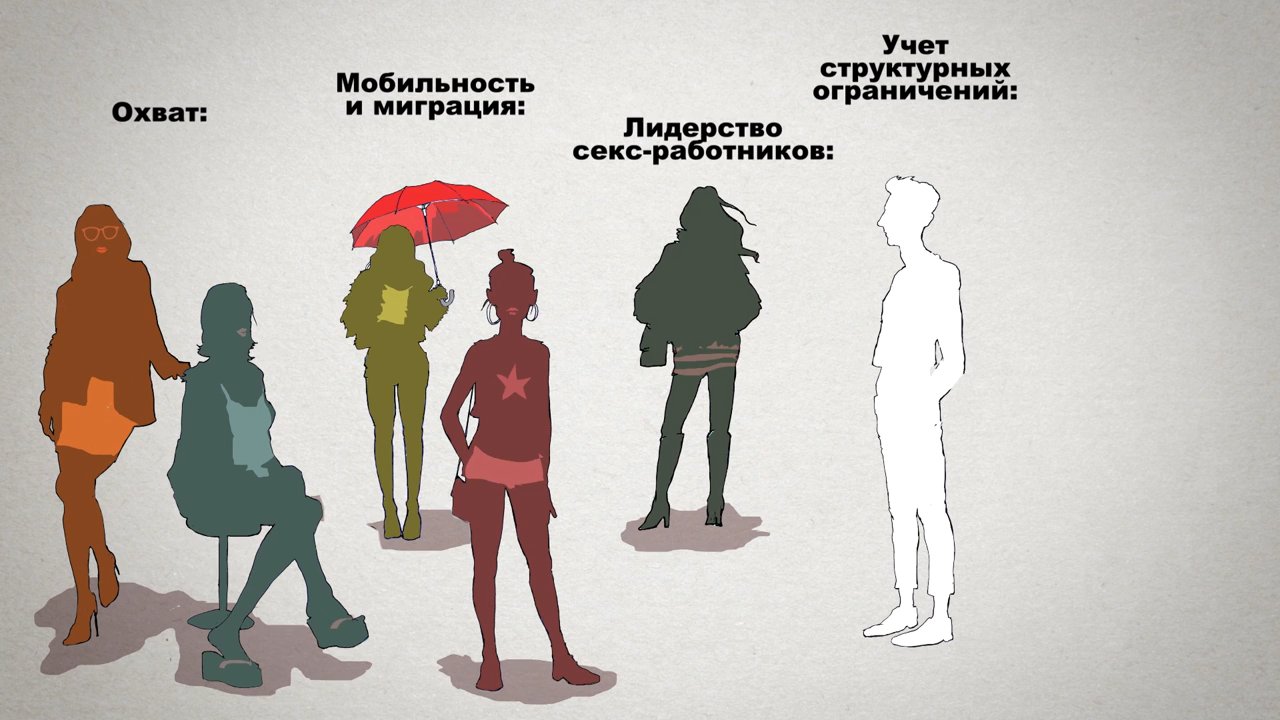 Охват:
Мобильность
и миграция:
Лидерство
секс-работников:
Учет
структурных
ограничений: